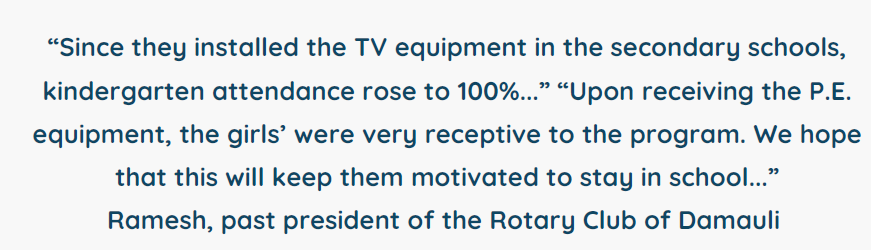 “Since they installed the TV equipment in the secondary schools,
kindergarten attendance rose to 100%...” “Upon receiving the P.E.
equipment, the girls’ were very receptive to the program. We hope
that this will keep them motivated to stay in school...”
Ramesh, past president of the Rotary Club of Damauli